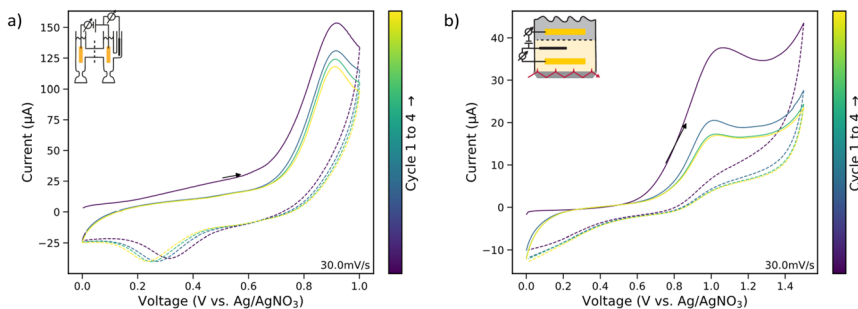 a)
150
125
100
75
50
25
0
−25
Current (μA)
0.0 0.2 0.4 0.6 0.8 1.0
Voltage (V vs. Ag/AgNO3)
30.0mV/s
Cycle 1 to 4 →
b)
40
30
20
10
0
−10
Current (μA)
0.0 0.2 0.4 0.6 0.8 1.0 1.2 1.4
Voltage (V vs. Ag/AgNO3)
30.0mV/s
Cycle 1 to 4 →